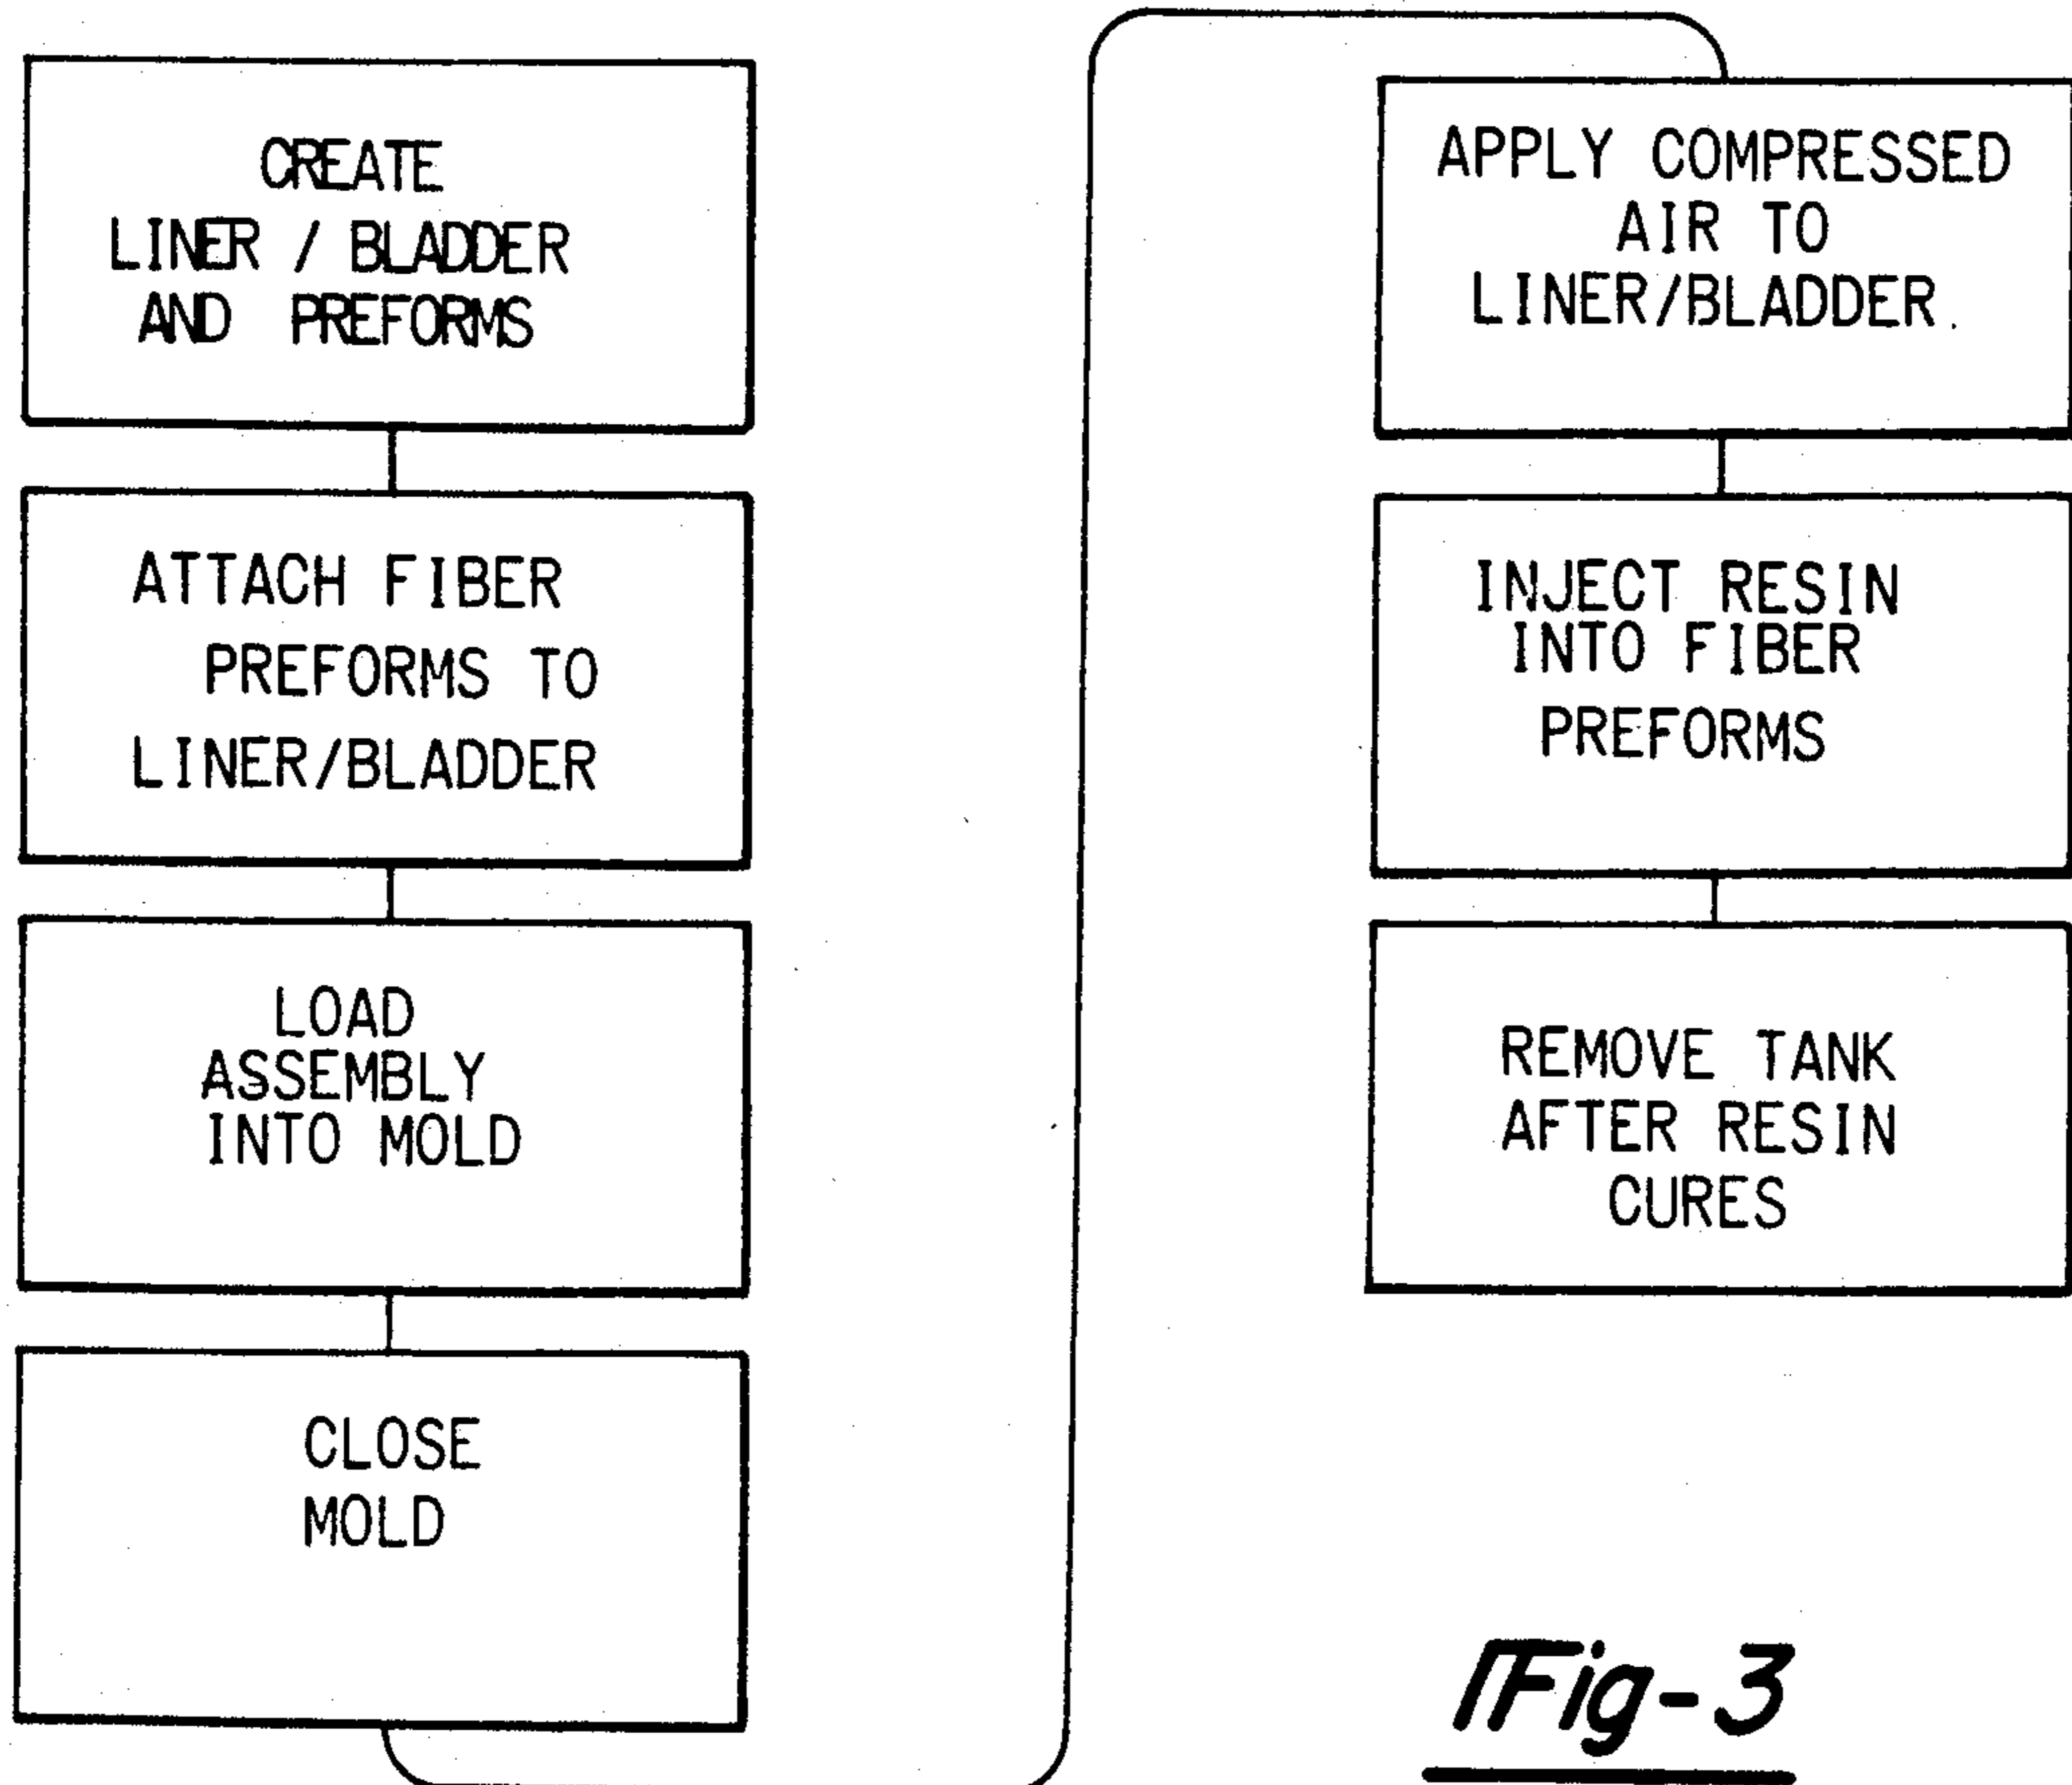 CREATE
LINER / BLADDER
AND PREFORMS
ATTACH FIBER
PREFORMS TO
LINER/BLADDER
LOAD
ASSEMBLY
INTO MOLD
CLOSE
MOLD
APPLY COMPRESSED
AIR TO
LINER/BLADDER.
INJECT RESIN
INTO FIBER
PREFORMS
REMOVE TANK
AFTER RESIN
CURES
Fig-3